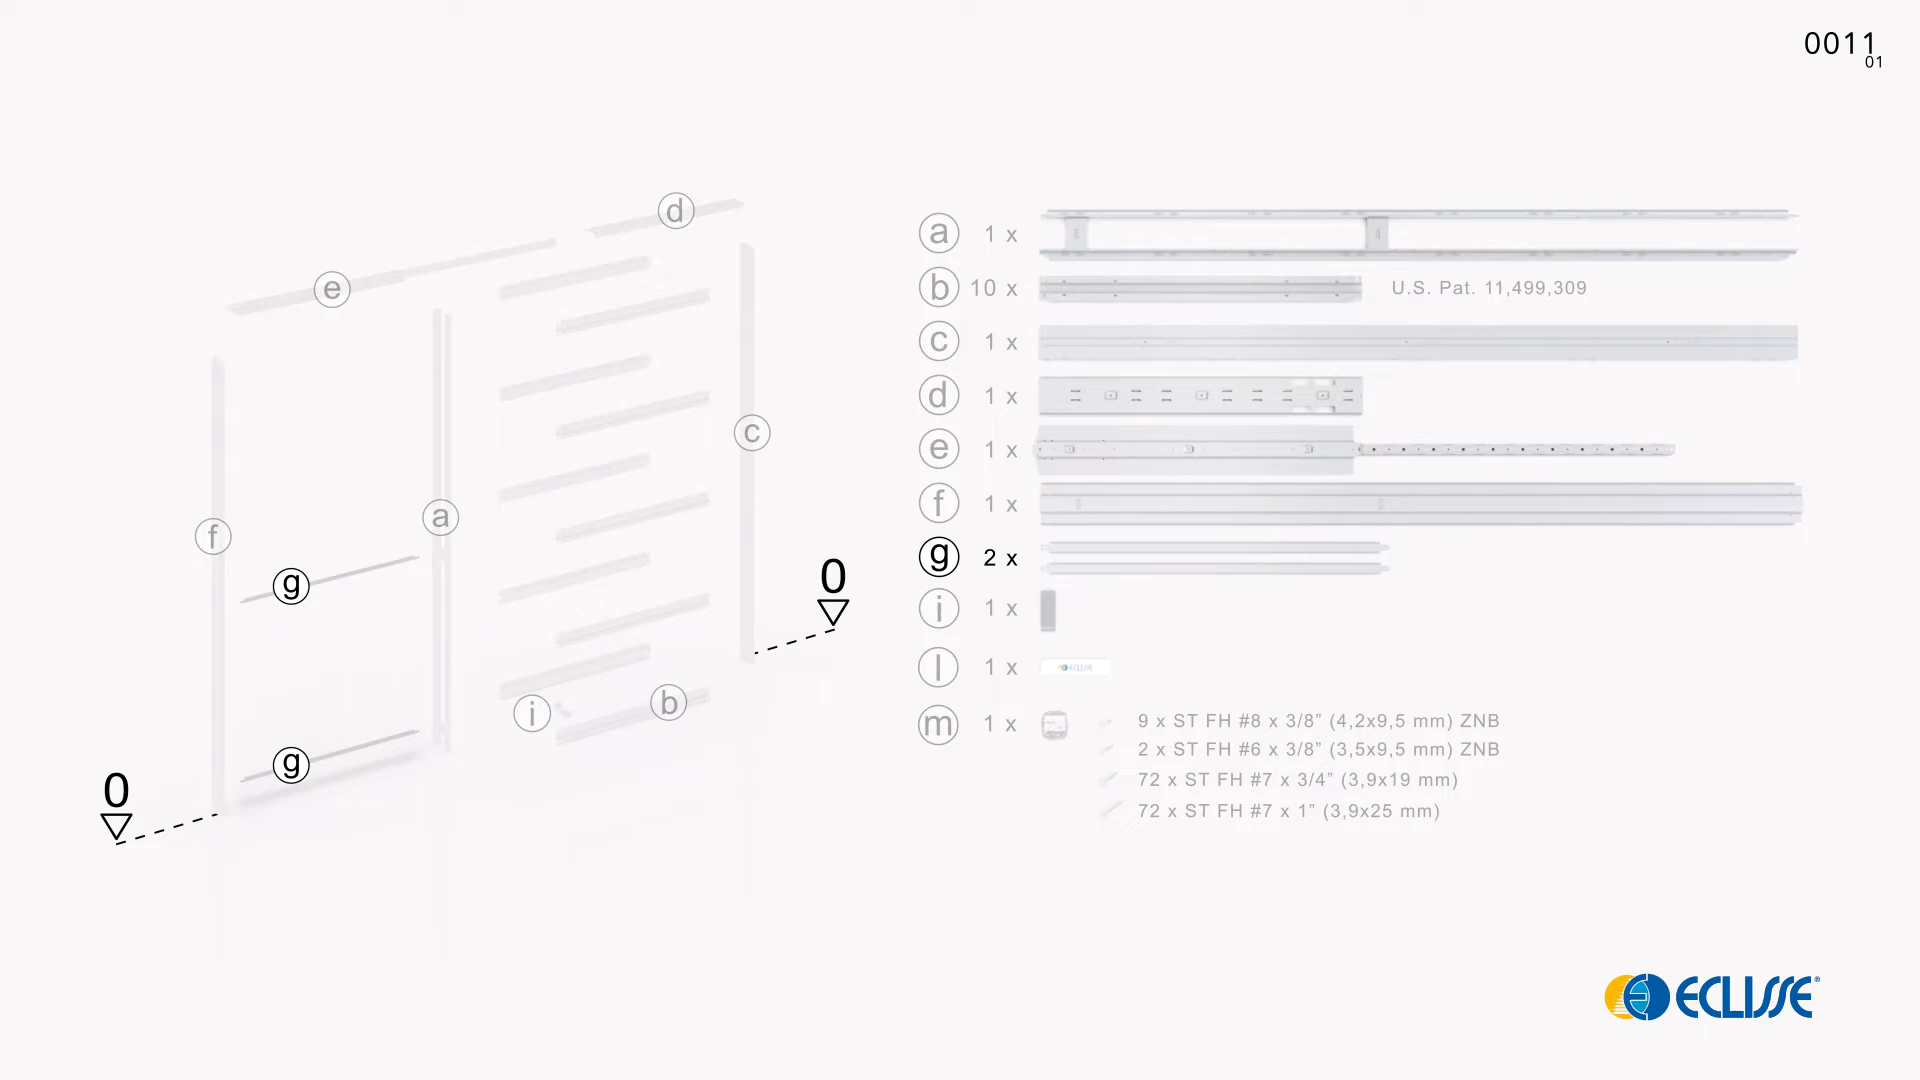 0011
01
d
e
c
a
f
g
0
i
b
g
0
a 1 x
b 10 x U.S. Pat. 11,499,309
c 1 x
d 1 x
e 1 x
f 1 x
g 2 x
i 1 x
l 1 x ECLISSE
m 1 x 9 x ST FH #8 x 3/8” (4,2x9,5 mm) ZNB
2 x ST FH #6 x 3/8” (3,5x9,5 mm) ZNB
72 x ST FH #7 x 3/4” (3,9x19 mm)
72 x ST FH #7 x 1” (3,9x25 mm)
ECLISSE®